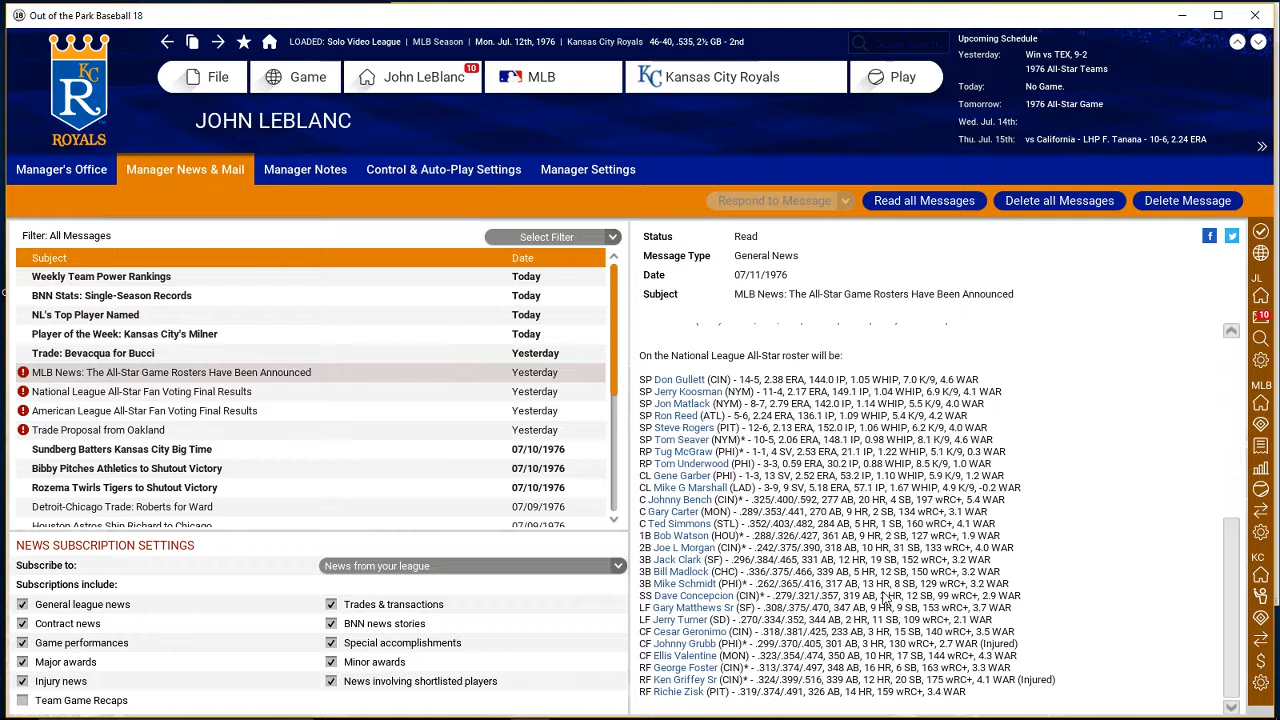 Out of the Park Baseball 18
KC
R
ROYALS
LOADED: Solo Video League | MLB Season | Mon. Jul. 12th, 1976 | Kansas City Royals 46-40, .535, 2½ GB - 2nd
Upcoming Schedule
Yesterday: Win vs TEX, 9-2
1976 All-Star Teams
Today: No Game.
Tomorrow: 1976 All-Star Game
Wed. Jul. 14th:
Thu. Jul. 15th: vs California - LHP F. Tanana - 10-6, 2.24 ERA
File
Game
John LeBlanc
10
MLB
KC Kansas City Royals
Play
JOHN LEBLANC
Manager's Office
Manager News & Mail
Manager Notes
Control & Auto-Play Settings
Manager Settings
Respond to Message
Read all Messages
Delete all Messages
Delete Message
Filter: All Messages
Select Filter
Subject Date
Weekly Team Power Rankings Today
BNN Stats: Single-Season Records Today
NL's Top Player Named Today
Player of the Week: Kansas City's Milner Today
Trade: Bevacqua for Bucci Yesterday
MLB News: The All-Star Game Rosters Have Been Announced Yesterday
National League All-Star Fan Voting Final Results Yesterday
American League All-Star Fan Voting Final Results Yesterday
Trade Proposal from Oakland Yesterday
Sundberg Batters Kansas City Big Time 07/10/1976
Bibby Pitches Athletics to Shutout Victory 07/10/1976
Rozema Twirls Tigers to Shutout Victory 07/10/1976
Detroit-Chicago Trade: Roberts for Ward 07/09/1976
Houston Astros Ship Richard to Chicago 07/09/1976
NEWS SUBSCRIPTION SETTINGS
Subscribe to: News from your league
Subscriptions include:
General league news
Trades & transactions
Contract news
BNN news stories
Game performances
Special accomplishments
Major awards
Minor awards
Injury news
News involving shortlisted players
Team Game Recaps
Status Read
Message Type General News
Date 07/11/1976
Subject MLB News: The All-Star Game Rosters Have Been Announced
On the National League All-Star roster will be:
SP Don Gullett (CIN) - 14-5, 2.38 ERA, 144.0 IP, 1.05 WHIP, 7.0 K/9, 4.6 WAR
SP Jerry Koosman (NYM) - 11-4, 2.17 ERA, 149.1 IP, 1.04 WHIP, 6.9 K/9, 4.1 WAR
SP Jon Matlack (NYM) - 8-7, 2.79 ERA, 142.0 IP, 1.14 WHIP, 5.5 K/9, 4.0 WAR
SP Ron Reed (ATL) - 5-6, 2.24 ERA, 136.1 IP, 1.09 WHIP, 5.4 K/9, 4.2 WAR
SP Steve Rogers (PIT) - 12-6, 2.13 ERA, 152.0 IP, 1.06 WHIP, 6.2 K/9, 4.0 WAR
SP Tom Seaver (NYM)* - 10-5, 2.06 ERA, 148.1 IP, 0.98 WHIP, 8.1 K/9, 4.6 WAR
RP Tug McGraw (PHI)* - 1-1, 4 SV, 2.53 ERA, 21.1 IP, 1.22 WHIP, 5.1 K/9, 0.3 WAR
RP Tom Underwood (PHI) - 3-3, 0.59 ERA, 30.2 IP, 0.88 WHIP, 8.5 K/9, 1.0 WAR
CL Gene Garber (PHI) - 1-3, 13 SV, 2.52 ERA, 53.2 IP, 1.10 WHIP, 5.9 K/9, 1.2 WAR
CL Mike G Marshall (LAD) - 3-9, 9 SV, 5.18 ERA, 57.1 IP, 1.67 WHIP, 4.9 K/9, -0.2 WAR
C Johnny Bench (CIN)* - .325/.400/.592, 277 AB, 20 HR, 4 SB, 197 wRC+, 5.4 WAR
C Gary Carter (MON) - .289/.353/.441, 270 AB, 9 HR, 2 SB, 134 wRC+, 3.1 WAR
C Ted Simmons (STL) - .352/.403/.482, 284 AB, 5 HR, 1 SB, 160 wRC+, 4.1 WAR
1B Bob Watson (HOU)* - .288/.326/.427, 361 AB, 9 HR, 2 SB, 127 wRC+, 1.9 WAR
2B Joe L Morgan (CIN)* - .242/.375/.390, 318 AB, 10 HR, 31 SB, 133 wRC+, 4.0 WAR
3B Jack Clark (SF) - .296/.384/.465, 331 AB, 12 HR, 19 SB, 152 wRC+, 3.2 WAR
3B Bill Madlock (CHC) - .336/.375/.466, 339 AB, 5 HR, 12 SB, 150 wRC+, 3.2 WAR
3B Mike Schmidt (PHI)* - .262/.365/.416, 317 AB, 13 HR, 8 SB, 129 wRC+, 3.2 WAR
SS Dave Concepcion (CIN)* - .279/.321/.357, 319 AB, HR, 12 SB, 99 wRC+, 2.9 WAR
LF Gary Matthews Sr (SF) - .308/.375/.470, 347 AB, 9 HR, 9 SB, 153 wRC+, 3.7 WAR
LF Jerry Turner (SD) - .270/.334/.352, 344 AB, 2 HR, 11 SB, 109 wRC+, 2.1 WAR
CF Cesar Geronimo (CIN) - .318/.381/.425, 233 AB, 3 HR, 15 SB, 140 wRC+, 3.5 WAR
CF Johnny Grubb (PHI)* - .299/.370/.405, 301 AB, 3 HR, 130 wRC+, 2.7 WAR (Injured)
CF Ellis Valentine (MON) - .323/.354/.474, 350 AB, 10 HR, 17 SB, 144 wRC+, 4.3 WAR
RF George Foster (CIN)* - .313/.374/.497, 348 AB, 16 HR, 6 SB, 163 wRC+, 3.3 WAR
RF Ken Griffey Sr (CIN)* - .324/.399/.516, 339 AB, 12 HR, 20 SB, 175 wRC+, 4.1 WAR (Injured)
RF Richie Zisk (PIT) - .319/.374/.491, 326 AB, 14 HR, 159 wRC+, 3.4 WAR
JL
10
MLB
KC